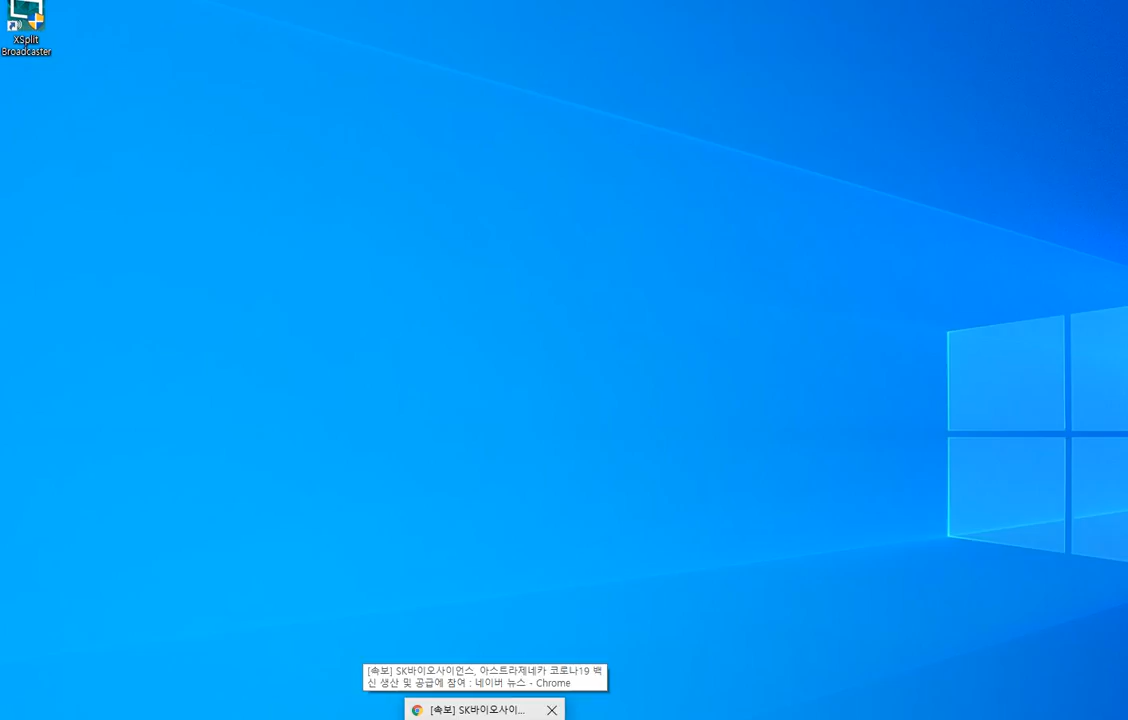 XSplit
Broadcaster
[속보] SK바이오사이언스, 아스트라제네카 코로나19 백
신 생산 및 공급에 참여 : 네이버 뉴스 - Chrome
[속보] SK바이오사이...